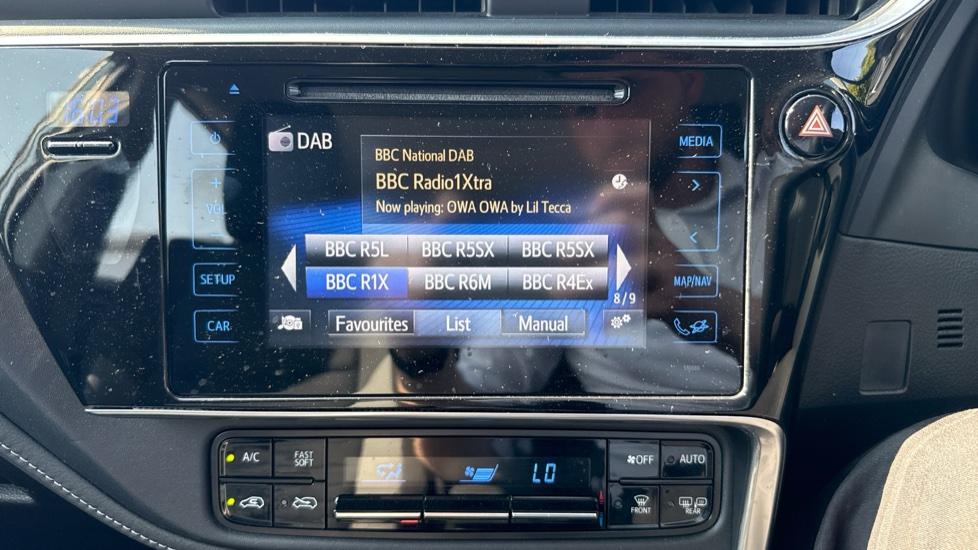 DAB
BBC National DAB
BBC Radio1Xtra
Now playing: OWA OWA by Lil Tecca
BBC R5L BBC R5SX BBC R5SX
BBC R1X BBC R6M BBC R4Ex
8/9
Favourites List Manual
VOL
SETUP
CAR
MEDIA
MAP/NAV
A/C FAST SOFT
LO
OFF AUTO
FRONT REAR